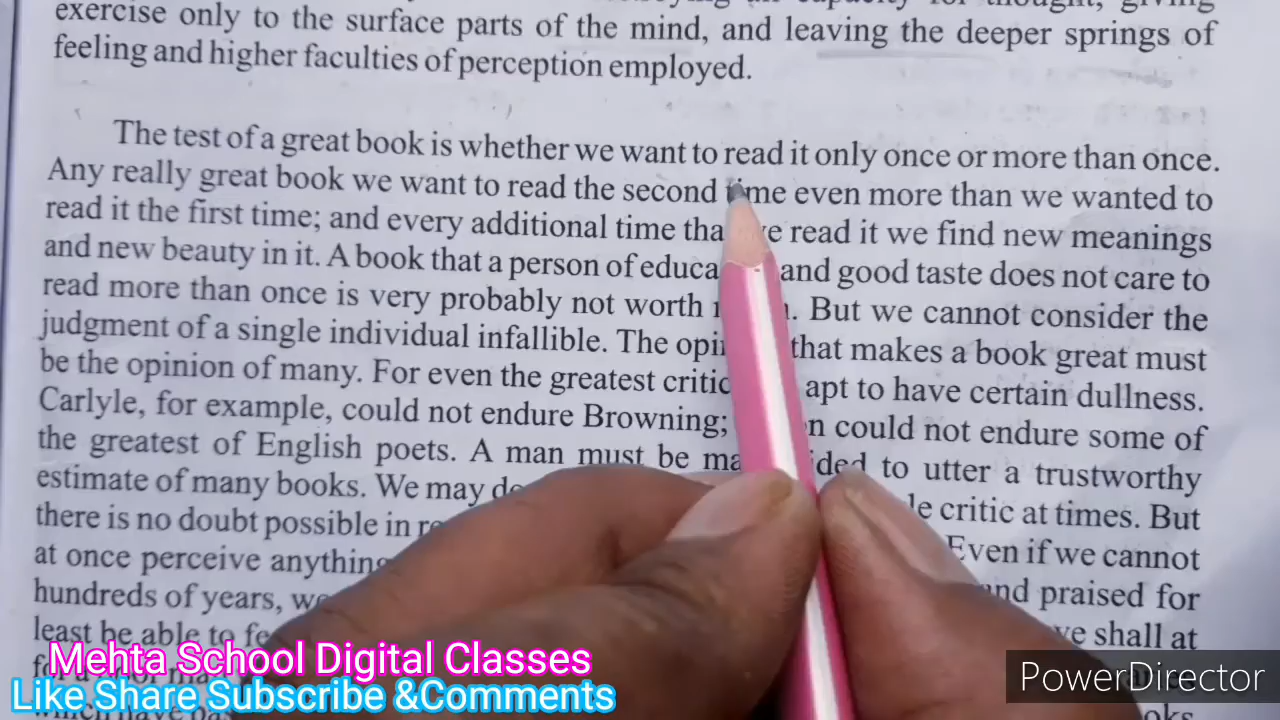 exercise only to the surface parts of the mind, and leaving the deeper springs of
feeling and higher faculties of perception employed.
The test of a great book is whether we want to read it only once or more than once.
Any really great book we want to read the second time even more than we wanted to
read it the first time; and every additional time tha we read it we find new meanings
and new beauty in it. A book that a person of educa and good taste does not care to
read more than once is very probably not worth But we cannot consider the
judgment of a single individual infallible. The opi that makes a book great must
be the opinion of many. For even the greatest critic apt to have certain dullness.
Carlyle, for example, could not endure Browning; could not endure some of
the greatest of English poets. A man must be to utter a trustworthy
estimate of many books. We may critic at times. But
there is no doubt possible in Even if we cannot
at once perceive anything and praised for
hundreds of years, we shall at
least be able to
Mehta School Digital Classes
Like Share Subscribe &Comments
PowerDirector